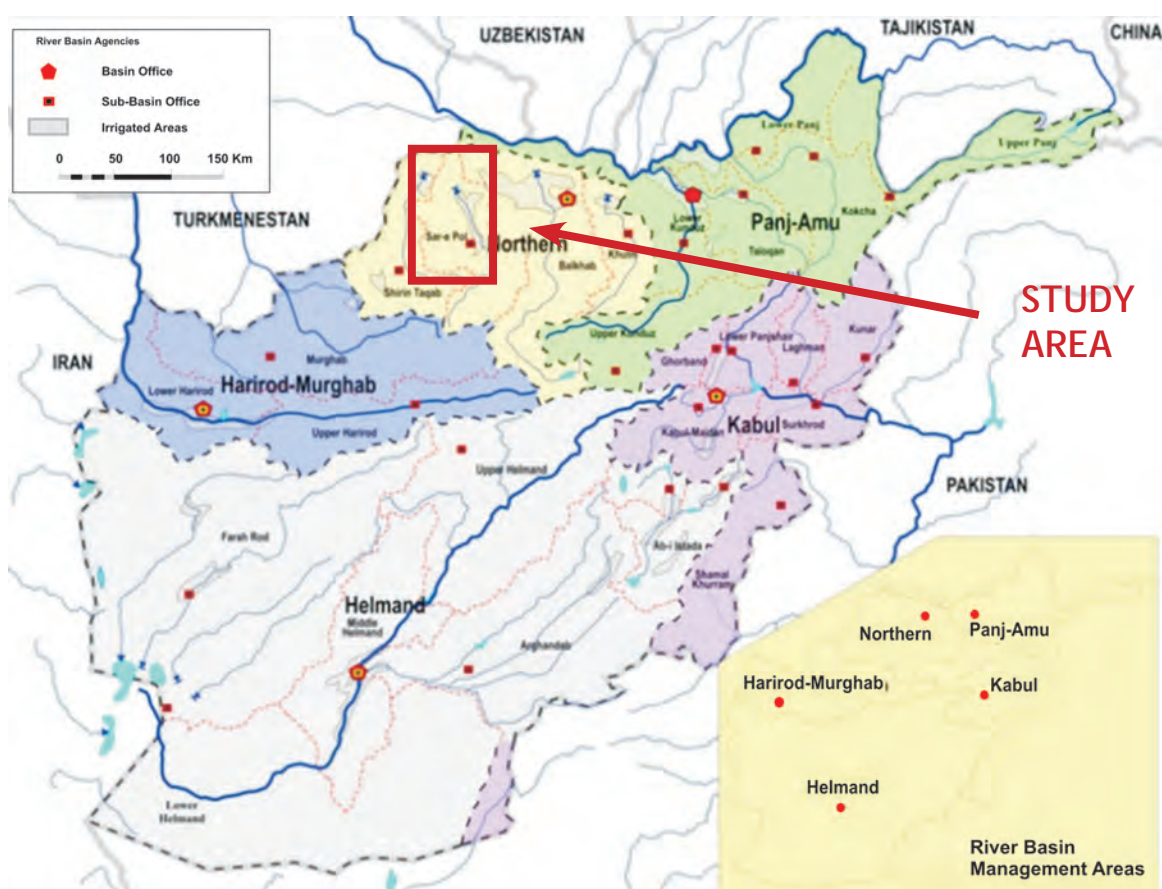 River Basin Agencies
Basin Office
Sub-Basin Office
Irrigated Areas
0 50 100 150 Km
UZBEKISTAN
TAJIKISTAN
CHINA
TURKMENESTAN
IRAN
PAKISTAN
Lower Panj
Upper Panj
Kokcha
Panj-Amu
Lower Kunduz
Taloqan
Sar-e Pol
Northern
Khulm
Balkhab
Shirin Taqab
STUDY
AREA
Upper Kunduz
Ghorband
Lower Panjshair
Laghman
Kunar
Murghab
Harirod-Murghab
Lower Harirod
Upper Harirod
Kabul
Kabul-Maidan
Surkhrod
Upper Helmand
Farah Rod
Ab-i Istada
Shamal
Khurram
Helmand
Middle
Helmand
Arghandab
Lower
Helmand
Northern
Panj-Amu
Harirod-Murghab
Kabul
Helmand
River Basin
Management Areas